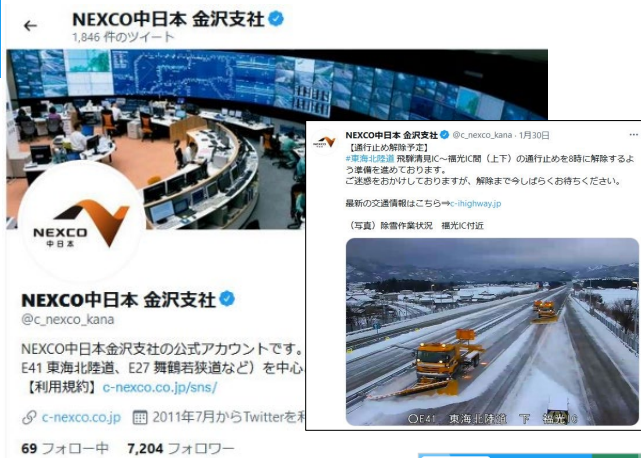 NEXCO中日本 金沢支社
1,846 件のツイート
NEXCO
中日本
NEXCO中日本 金沢支社
@c_nexco_kana
NEXCO中日本金沢支社の公式アカウントです。
E41 東海北陸道、E27 舞鶴若狭道など）を中心
【利用規約】c-nexco.co.jp/sns/
c-nexco.co.jp 2011年7月からTwitterを利
69 フォロー中 7,204 フォロワー
NEXCO中日本 金沢支社 @c_nexco_kana · 1月30日
【通行止め解除予定】
#東海北陸道 飛騨清見IC～福光IC間（上下）の通行止めを8時に解除するよ
う準備を進めております。
ご迷惑をおかけしておりますが、解除まで今しばらくお待ちください。
最新の交通情報はこちら⇒c-ihighway.jp
（写真）除雪作業状況 福光IC付近
○E41 東海北陸道 下 福光IC